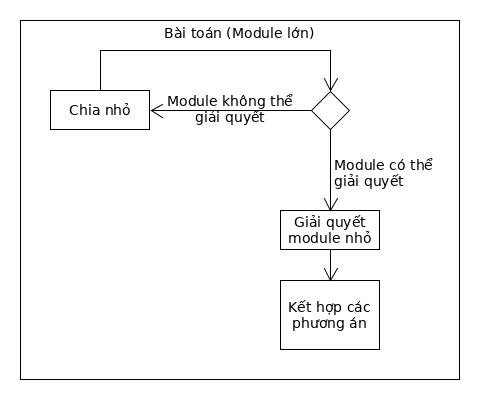 Bài toán (Module lớn)
Chia nhỏ
Module không thể
giải quyết
Module có thể
giải quyết
Giải quyết
module nhỏ
Kết hợp các
phương án